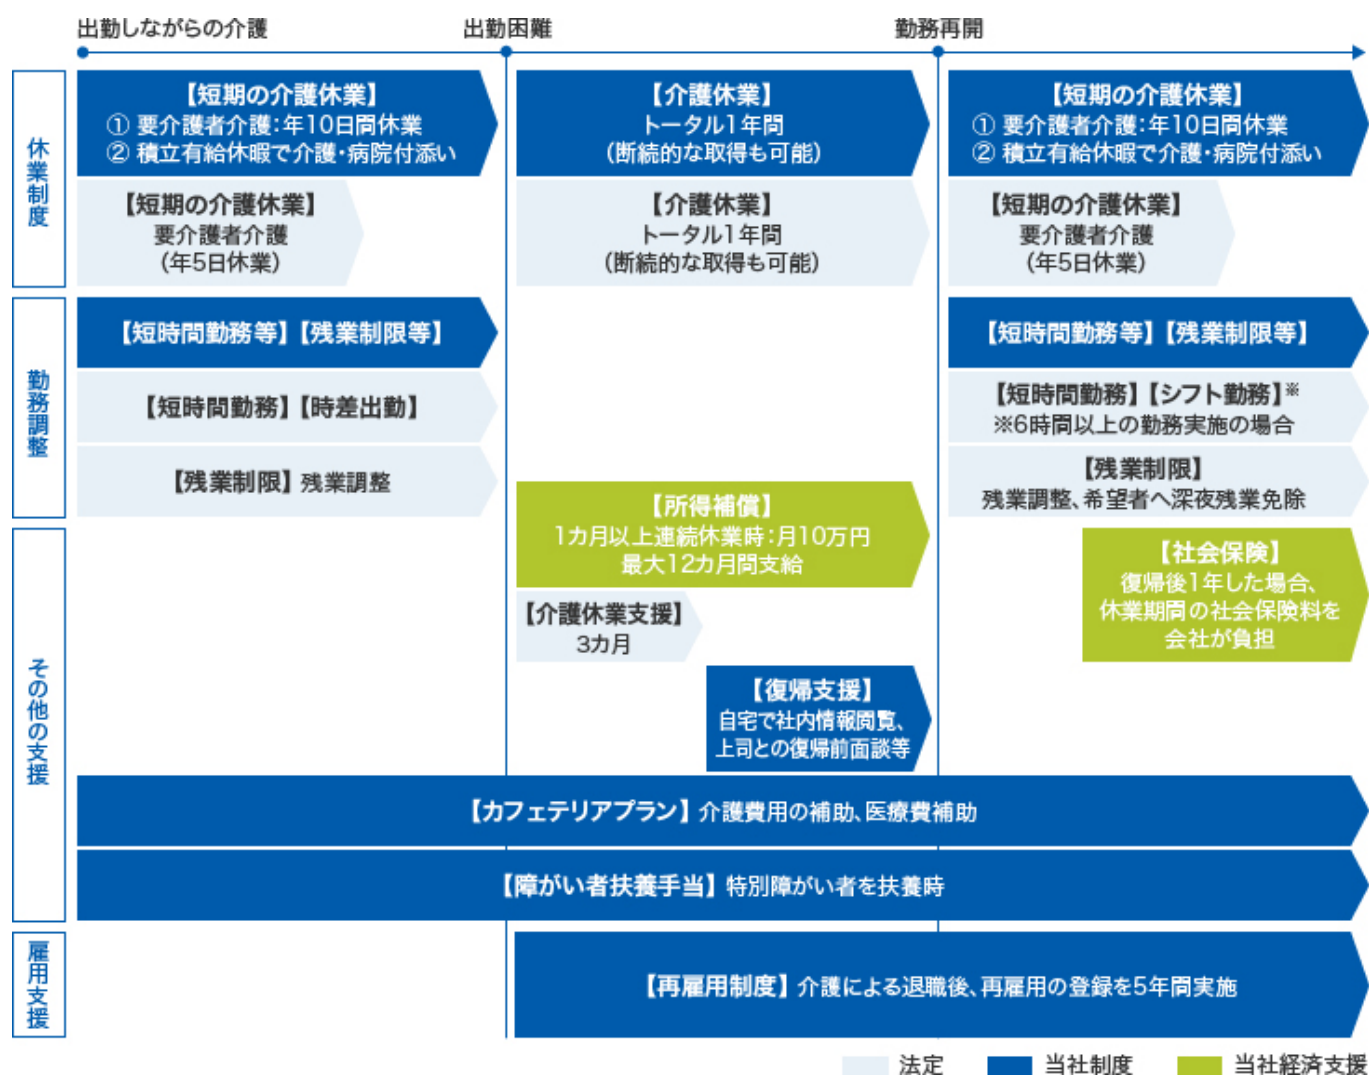 出勤しながらの介護
出勤困難
勤務再開
休業制度
【短期の介護休業】
① 要介護者介護：年10日間休業
② 積立有給休暇で介護・病院付添い
【介護休業】
トータル1年間
（断続的な取得も可能）
【短期の介護休業】
① 要介護者介護：年10日間休業
② 積立有給休暇で介護・病院付添い
【短期の介護休業】
要介護者介護
（年5日休業）
【介護休業】
トータル1年間
（断続的な取得も可能）
【短期の介護休業】
要介護者介護
（年5日休業）
勤務調整
【短時間勤務等】【残業制限等】
【短時間勤務等】【残業制限等】
【短時間勤務】【時差出勤】
【短時間勤務】【シフト勤務】※
※6時間以上の勤務実施の場合
【残業制限】残業調整
【残業制限】
残業調整、希望者へ深夜残業免除
その他の支援
【所得補償】
1カ月以上連続休業時：月10万円
最大12カ月間支給
【社会保険】
復帰後1年した場合、
休業期間の社会保険料を
会社が負担
【介護休業支援】
3カ月
【復帰支援】
自宅で社内情報閲覧、
上司との復帰前面談等
【カフェテリアプラン】介護費用の補助、医療費補助
【障がい者扶養手当】特別障がい者を扶養時
雇用支援
【再雇用制度】介護による退職後、再雇用の登録を5年間実施
法定
当社制度
当社経済支援